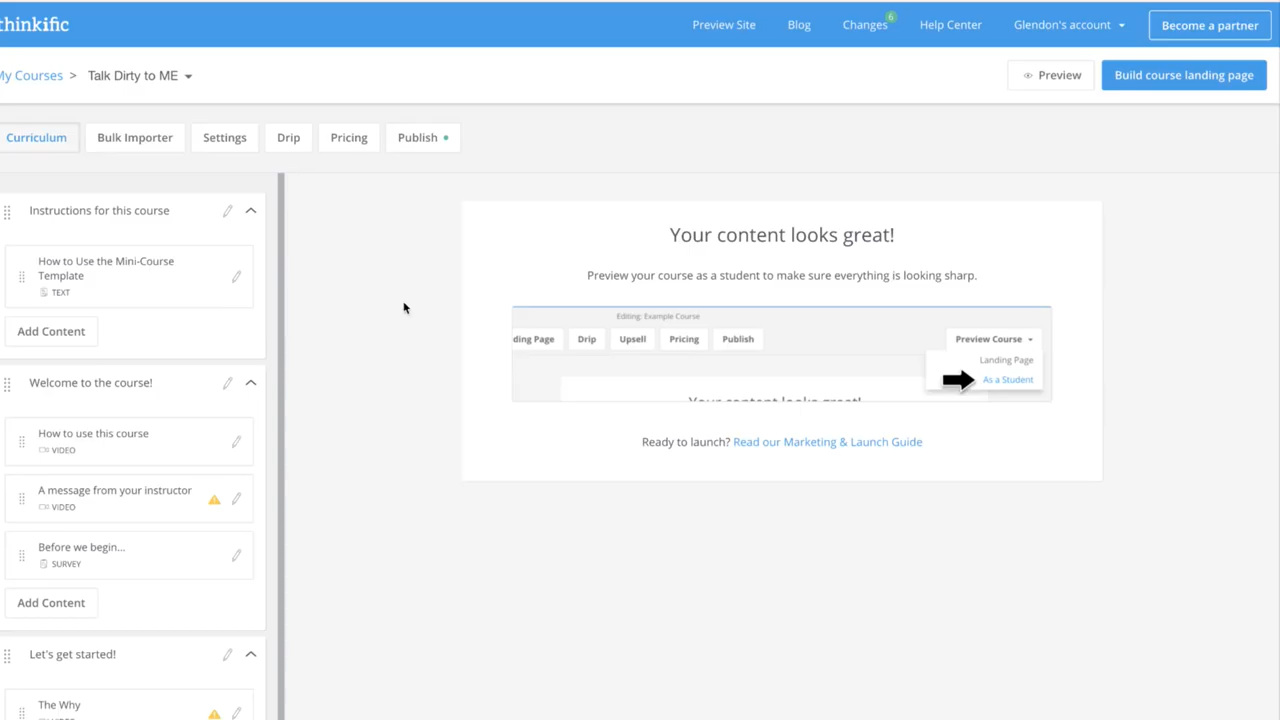 thinkific
Preview Site
Blog
Changes
6
Help Center
Glendon's account
Become a partner
My Courses > Talk Dirty to ME
Preview
Build course landing page
Curriculum
Bulk Importer
Settings
Drip
Pricing
Publish
Instructions for this course
How to Use the Mini-Course
Template
TEXT
Add Content
Welcome to the course!
How to use this course
VIDEO
A message from your instructor
VIDEO
Before we begin...
SURVEY
Add Content
Let's get started!
The Why
Your content looks great!
Preview your course as a student to make sure everything is looking sharp.
Editing: Example Course
ding Page
Drip
Upsell
Pricing
Publish
Preview Course
Landing Page
As a Student
Your content looks great!
Ready to launch? Read our Marketing & Launch Guide